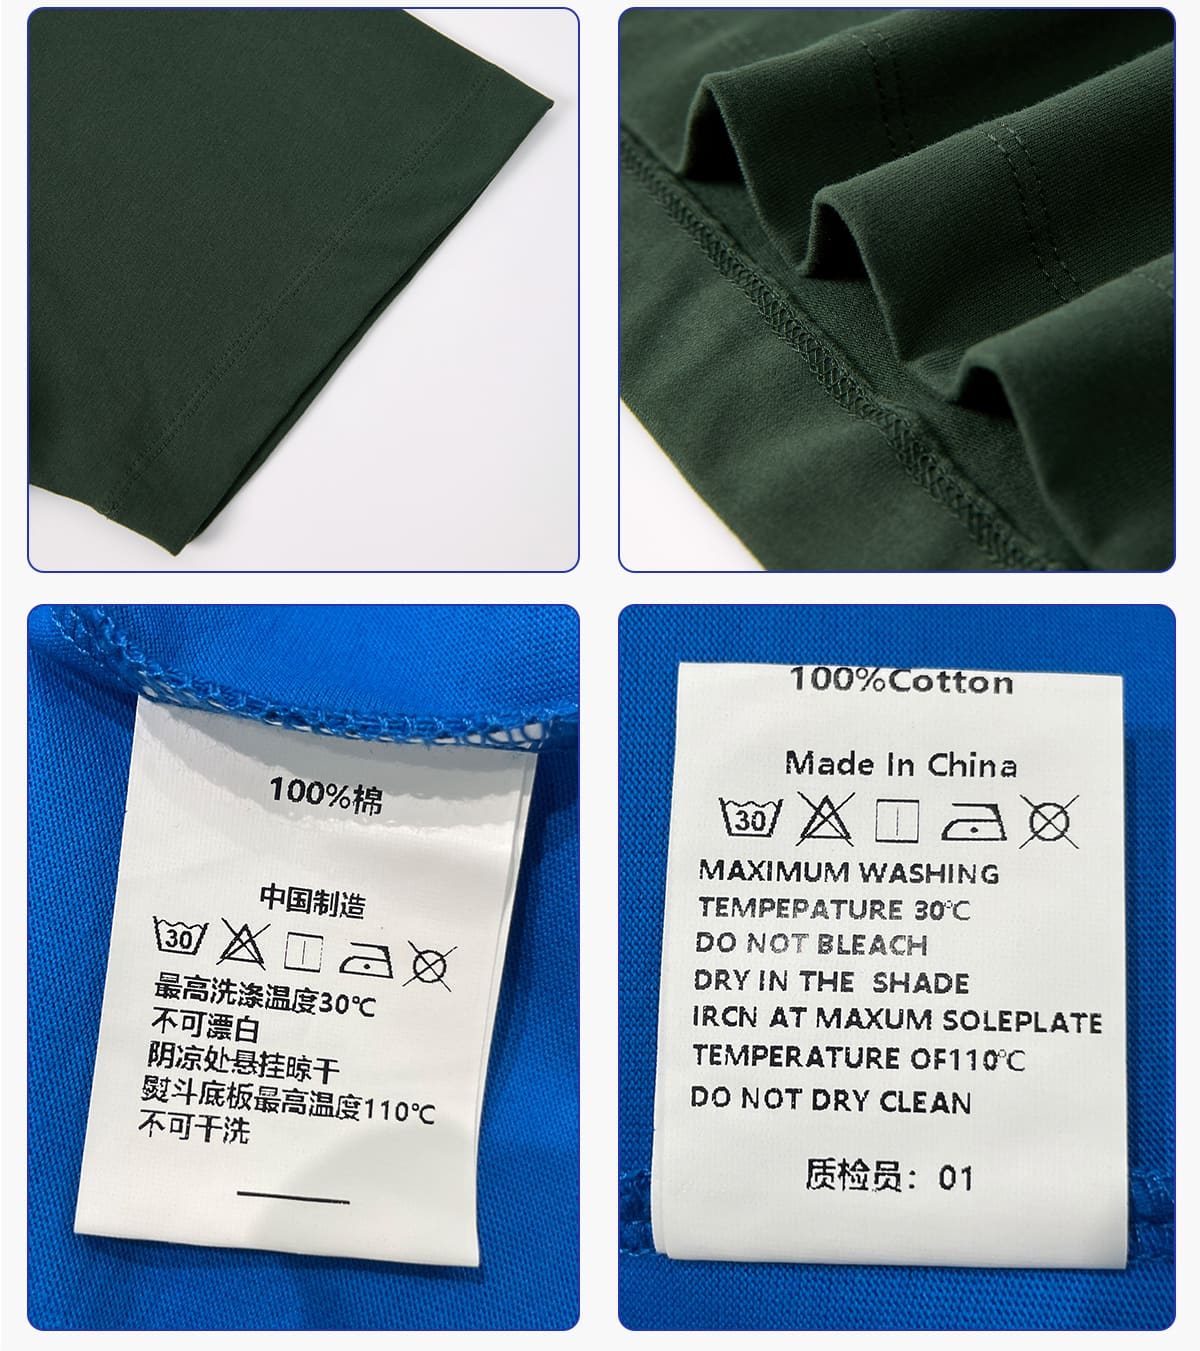 100%棉
中国制造
30
最高洗涤温度30℃
不可漂白
阴凉处悬挂晾干
熨斗底板最高温度110℃
不可干洗
100%Cotton
Made In China
30
MAXIMUM WASHING
TEMPEPATURE 30℃
DO NOT BLEACH
DRY IN THE SHADE
IRCN AT MAXUM SOLEPLATE
TEMPERATURE OF110℃
DO NOT DRY CLEAN
质检员：01